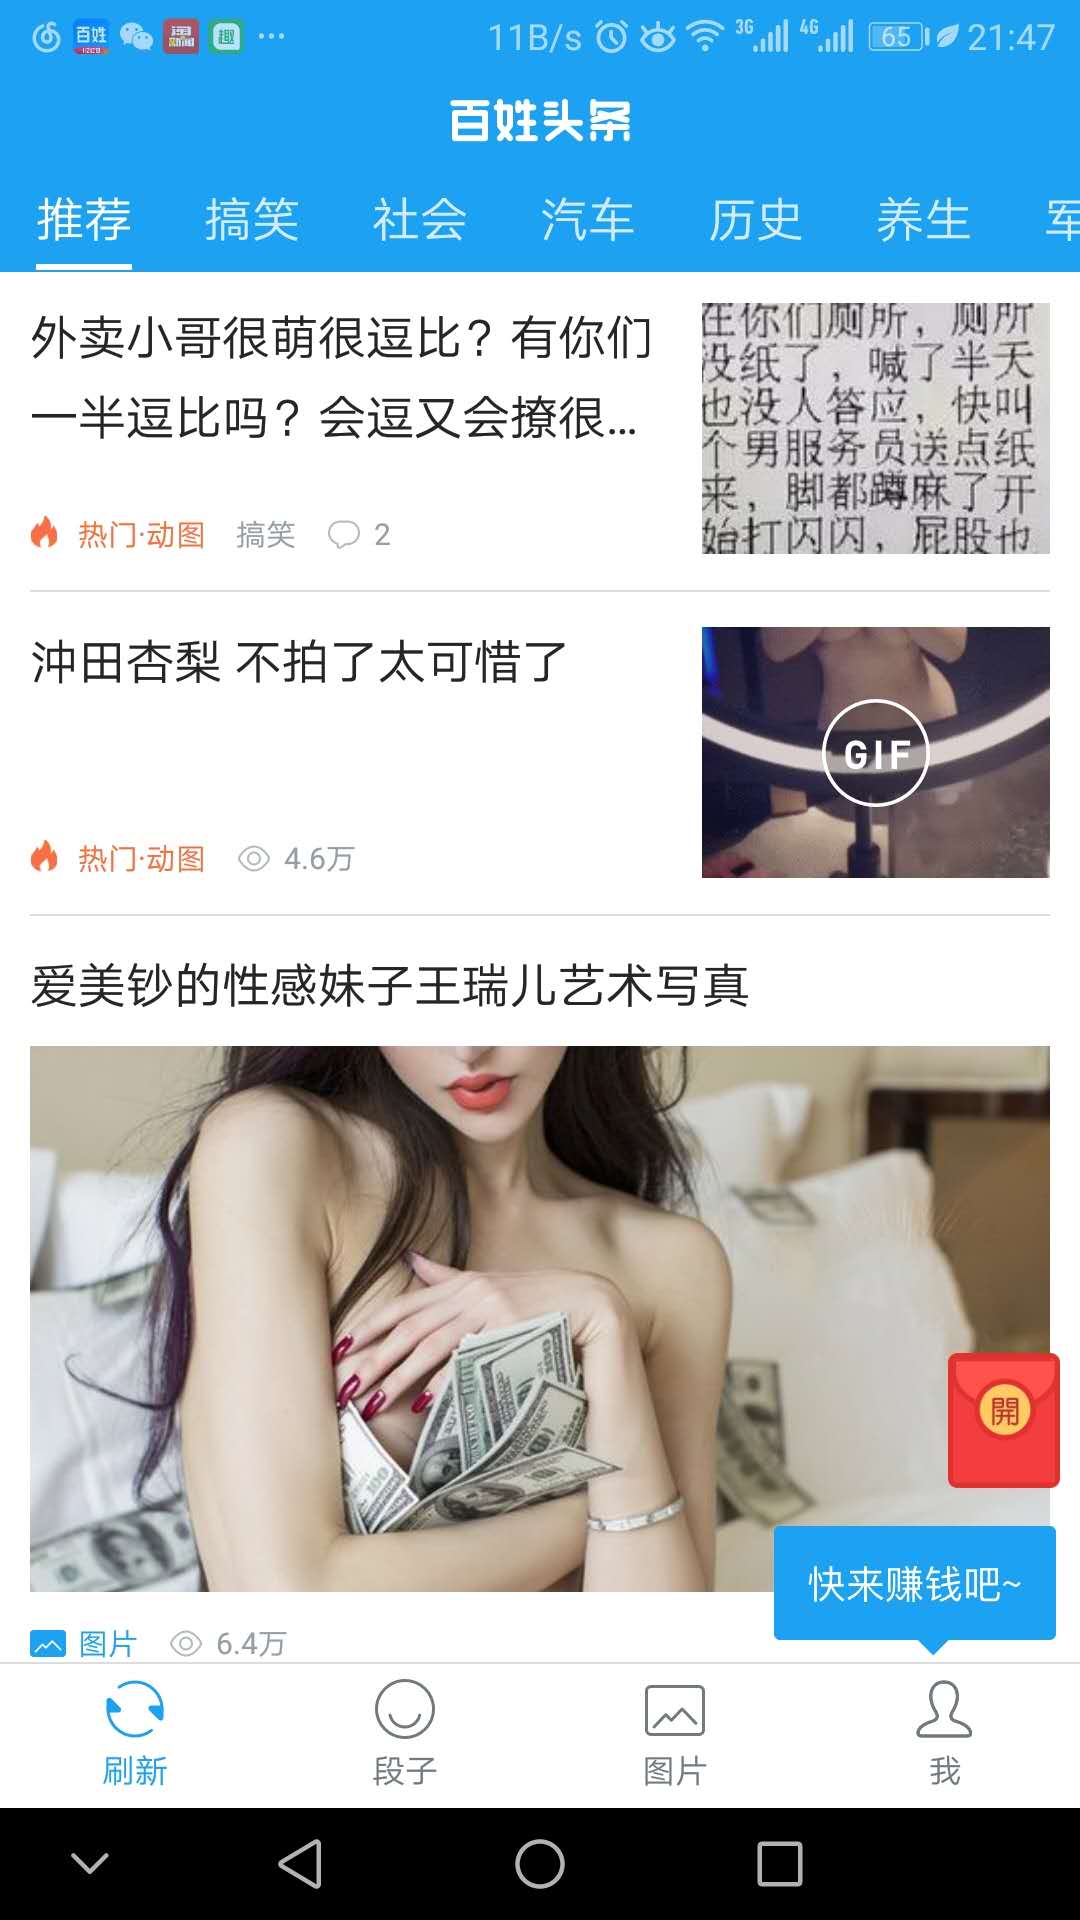 11B/s 3G 4G 65 21:47
百姓
趣
百姓头条
推荐 搞笑 社会 汽车 历史 养生 军
外卖小哥很萌很逗比？有你们
一半逗比吗？会逗又会撩很...
热门·动图 搞笑 2
在你们厕所，厕所
没纸了，喊了半天
也没人答应，快叫
个男服务员送点纸
来，脚都蹲麻了开
始打闪闪，屁股也
沖田杏梨 不拍了太可惜了
GIF
热门·动图 4.6万
爱美钞的性感妹子王瑞儿艺术写真
100
開
快来赚钱吧~
图片 6.4万
刷新 段子 图片 我